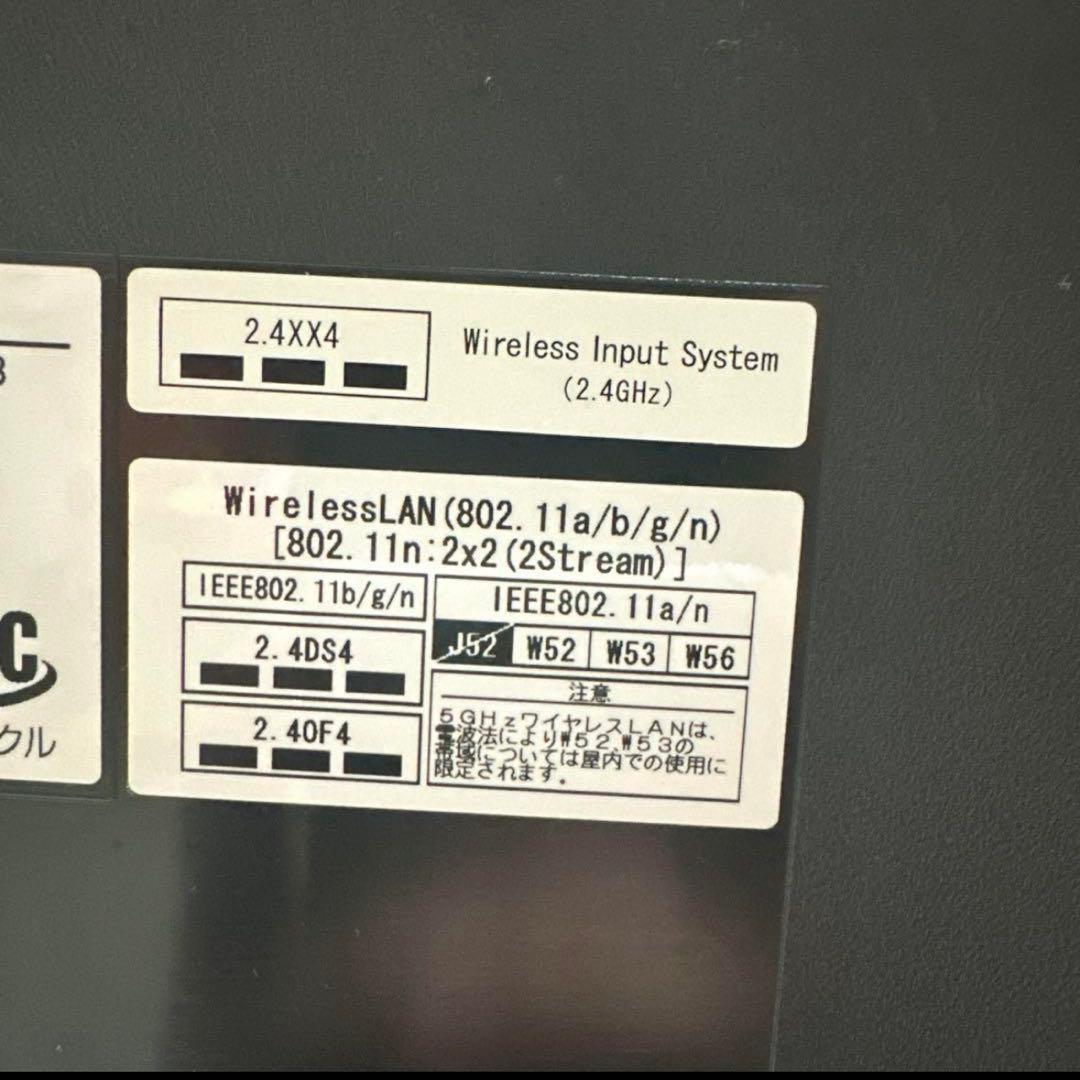 2.4XX4
Wireless Input System
(2.4GHz)
WirelessLAN(802.11a/b/g/n)
[802.11n:2x2(2Stream)]
IEEE802.11b/g/n
IEEE802.11a/n
J52 W52 W53 W56
2.4DS4
2.4OF4
注意
5GHzワイヤレスLANは、
電波法によりW52,W53の
帯域については屋内での使用に
限定されます。
C
クル